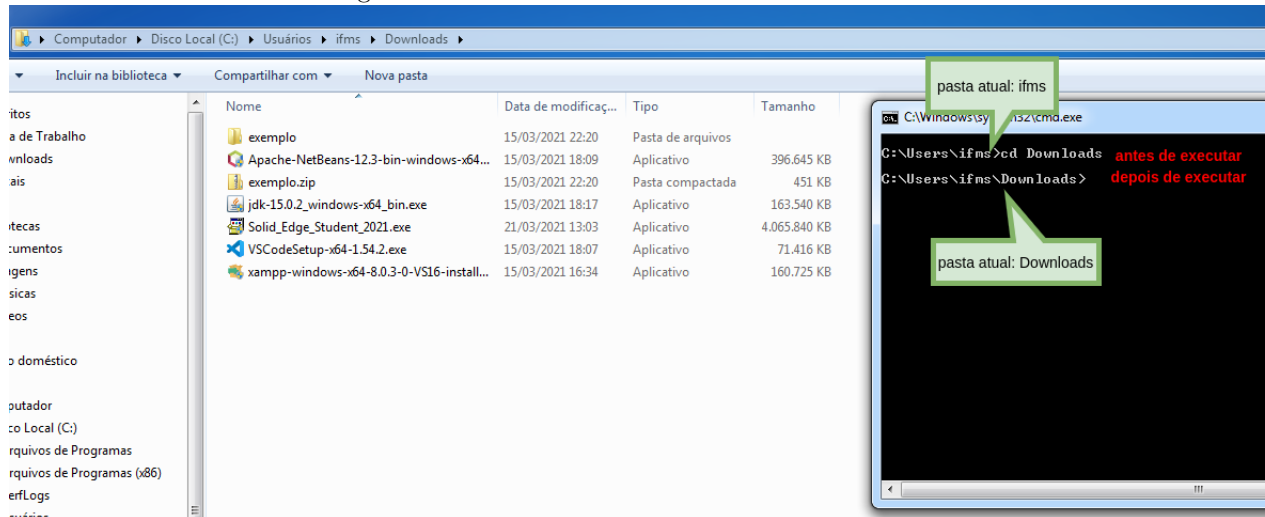 Computador ▸ Disco Local (C:) ▸ Usuários ▸ ifms ▸ Downloads ▸
Incluir na biblioteca ▾ Compartilhar com ▾ Nova pasta
Nome Data de modificaç... Tipo Tamanho
exemplo 15/03/2021 22:20 Pasta de arquivos
Apache-NetBeans-12.3-bin-windows-x64... 15/03/2021 18:09 Aplicativo 396.645 KB
exemplo.zip 15/03/2021 22:20 Pasta compactada 451 KB
jdk-15.0.2_windows-x64_bin.exe 15/03/2021 18:17 Aplicativo 163.540 KB
Solid_Edge_Student_2021.exe 21/03/2021 13:03 Aplicativo 4.065.840 KB
VSCodeSetup-x64-1.54.2.exe 15/03/2021 18:07 Aplicativo 71.416 KB
xampp-windows-x64-8.0.3-0-VS16-install... 15/03/2021 16:34 Aplicativo 160.725 KB
ritos
a de Trabalho
wnloads
ais
otecas
cumentos
agens
sicas
eos
o doméstico
putador
co Local (C:)
rquivos de Programas
rquivos de Programas (x86)
erfLogs
pasta atual: ifms
C:\Windows\sy n32\cmd.exe
C:\Users\ifms>cd Downloads antes de executar
C:\Users\ifms\Downloads> depois de executar
pasta atual: Downloads